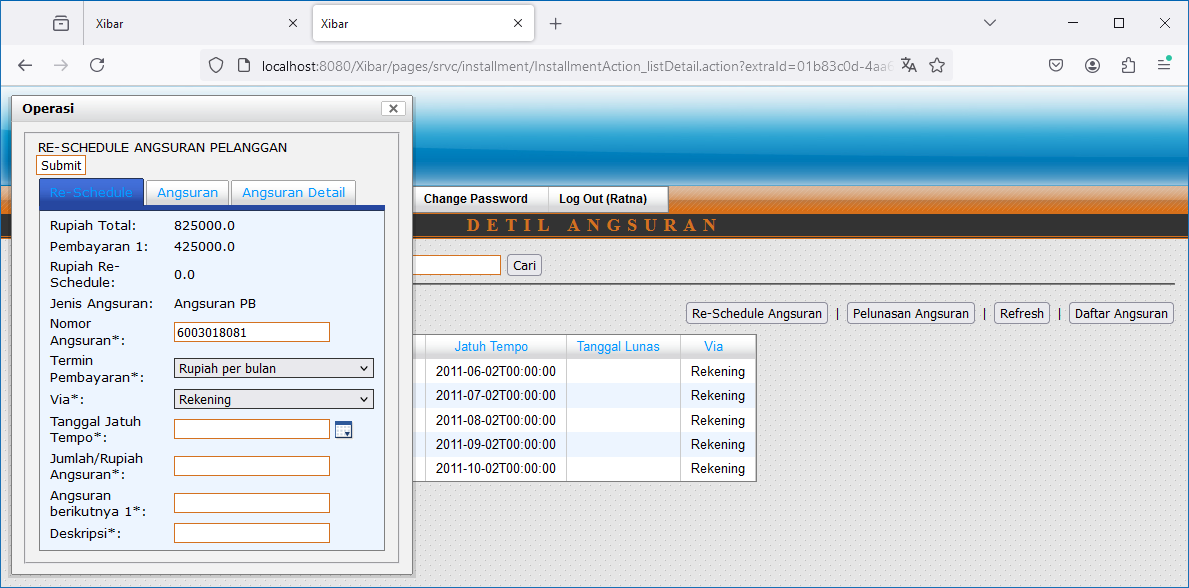 Xibar
Xibar
localhost:8080/Xibar/pages/srvc/installment/InstallmentAction_listDetail.action?extraId=01b83c0d-4aa6
Operasi
RE-SCHEDULE ANGSURAN PELANGGAN
Submit
Re-Schedule Angsuran Angsuran Detail
Rupiah Total: 825000.0
Pembayaran 1: 425000.0
Rupiah Re-
Schedule: 0.0
Jenis Angsuran: Angsuran PB
Nomor
Angsuran*: 6003018081
Termin
Pembayaran*: Rupiah per bulan
Via*: Rekening
Tanggal Jatuh
Tempo*:
Jumlah/Rupiah
Angsuran*:
Angsuran
berikutnya 1*:
Deskripsi*:
Change Password Log Out (Ratna)
DETIL ANGSURAN
Cari
Re-Schedule Angsuran | Pelunasan Angsuran | Refresh | Daftar Angsuran
Jatuh Tempo Tanggal Lunas Via
2011-06-02T00:00:00 Rekening
2011-07-02T00:00:00 Rekening
2011-08-02T00:00:00 Rekening
2011-09-02T00:00:00 Rekening
2011-10-02T00:00:00 Rekening